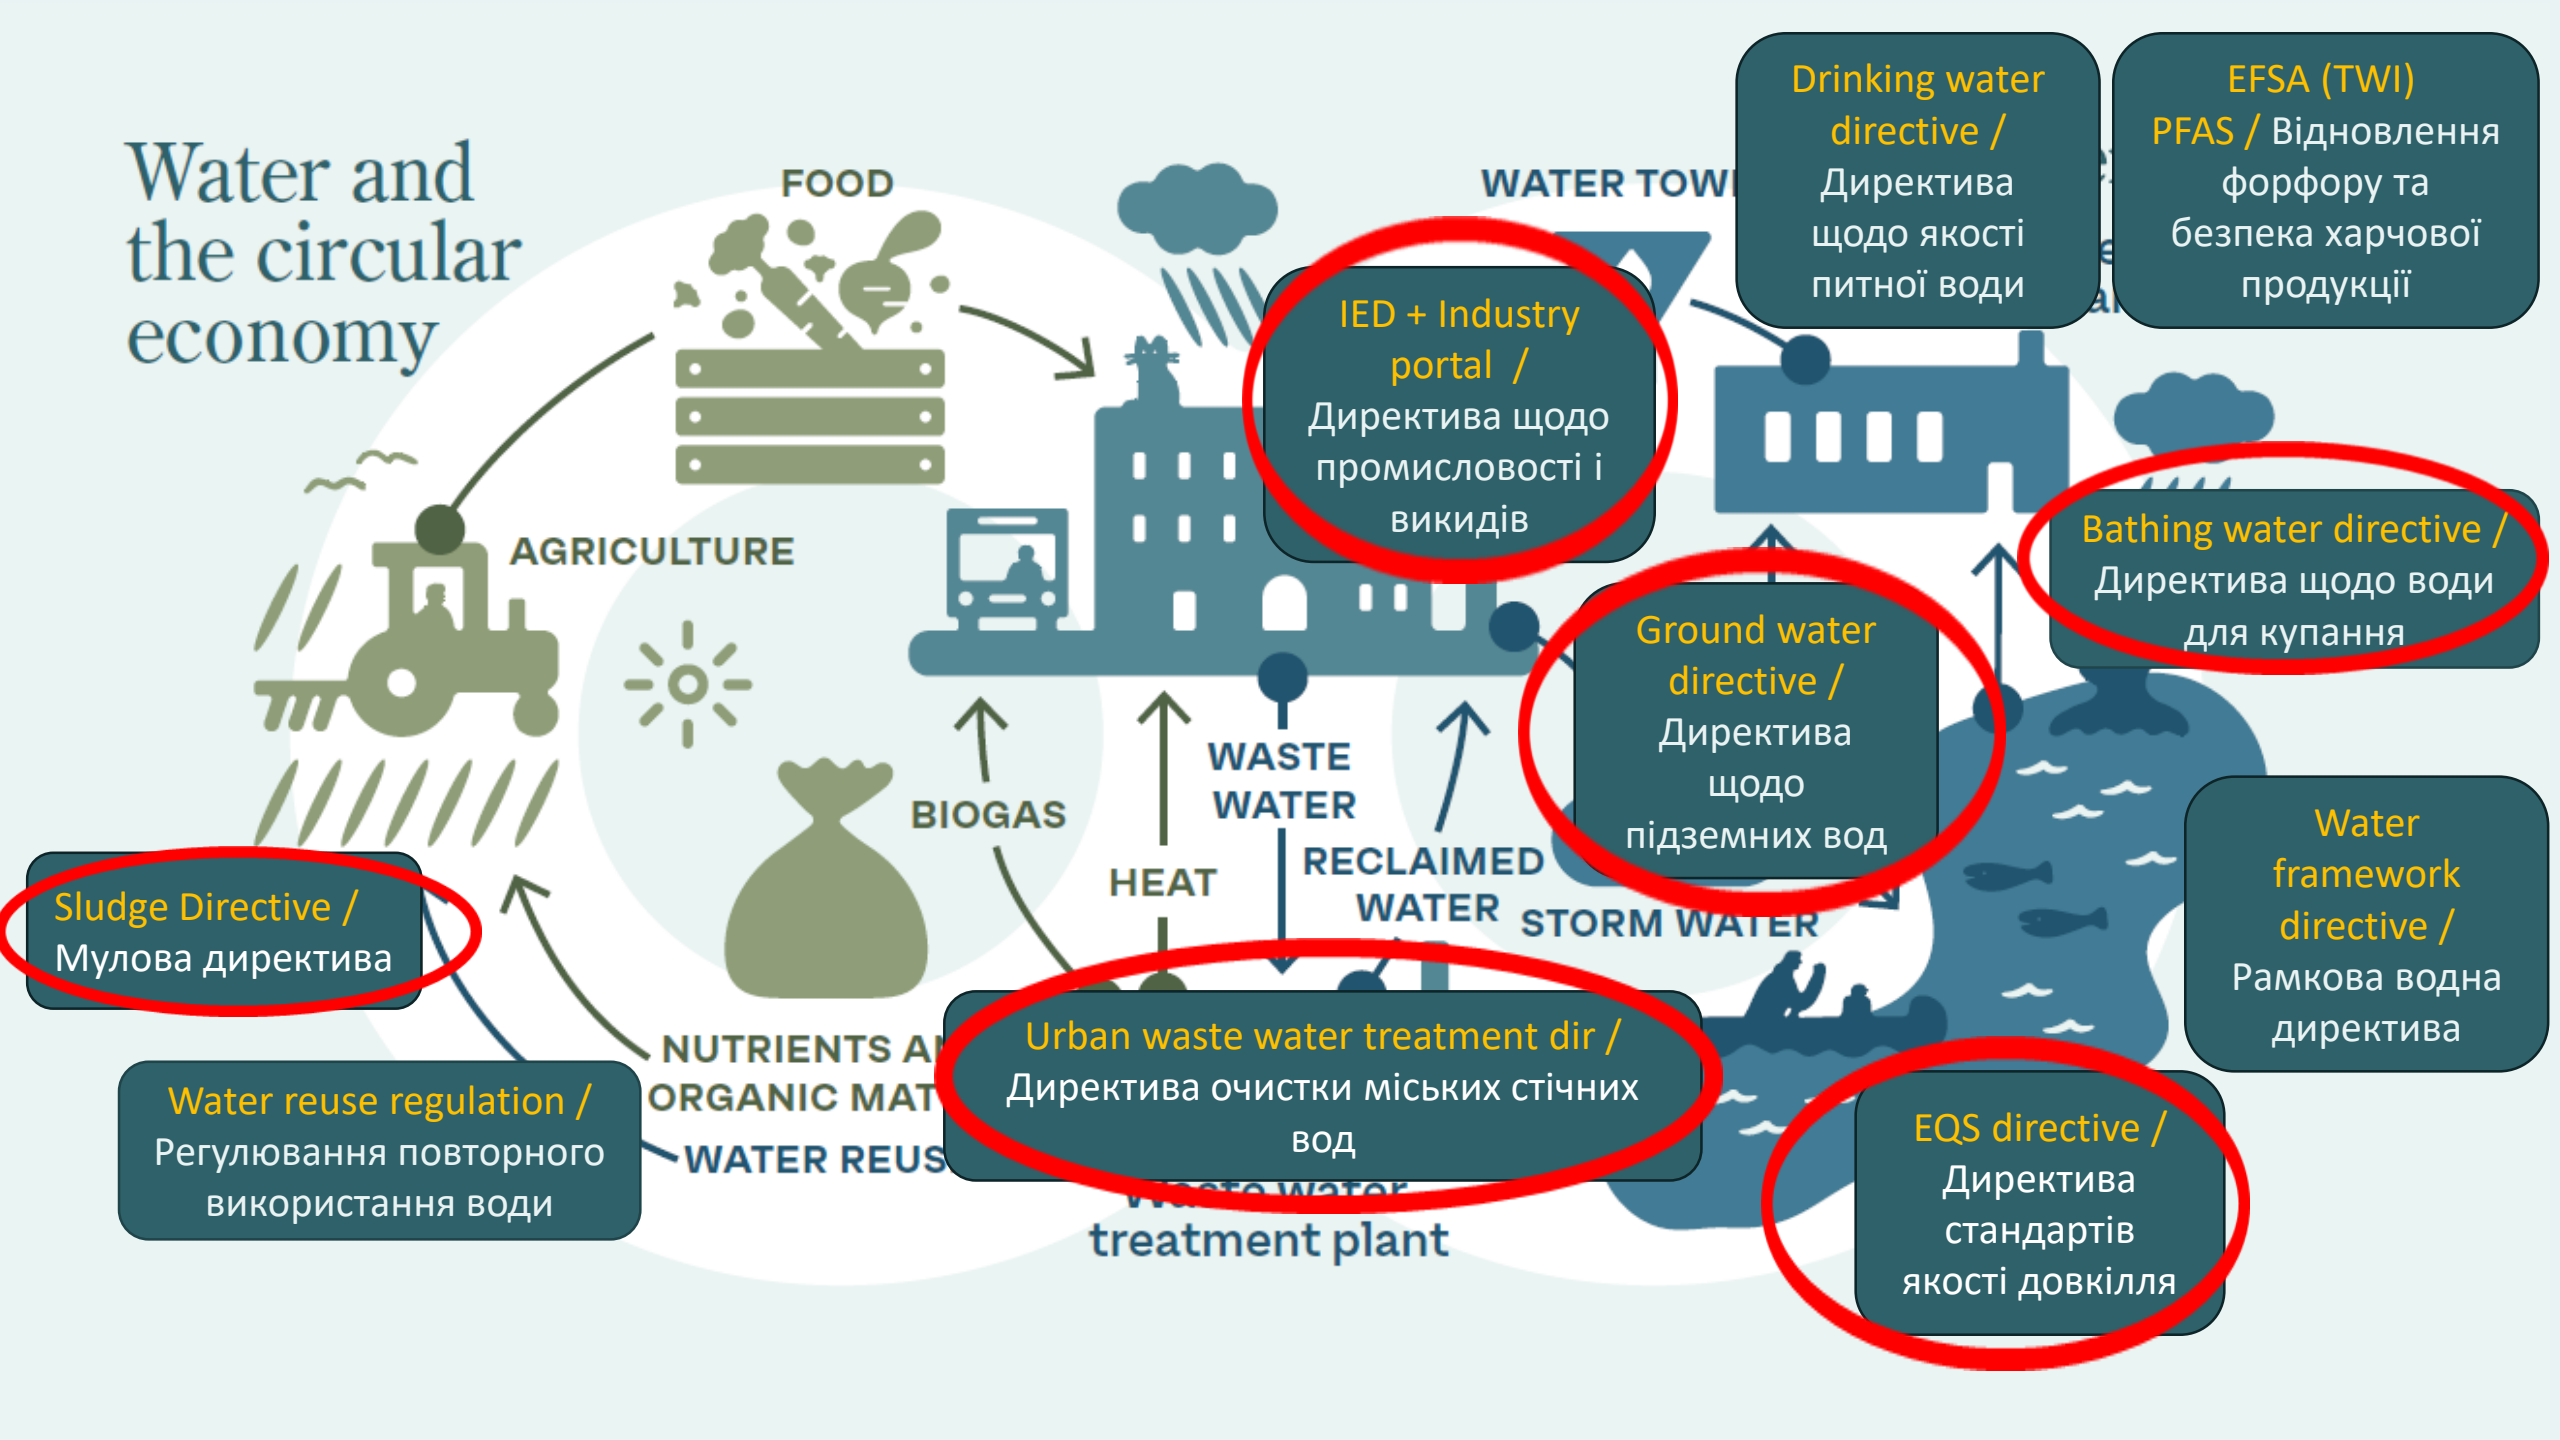 Water and
the circular
economy
FOOD
AGRICULTURE
WATER TOW
Drinking water
directive /
Директива
щодо якості
питної води
EFSA (TWI)
PFAS / Відновлення
форфору та
безпека харчової
продукції
IED + Industry
portal /
Директива щодо
промисловості і
викидів
Bathing water directive /
Директива щодо води
для купання
Ground water
directive /
Директива
щодо
підземних вод
WASTE
WATER
BIOGAS
HEAT
RECLAIMED
WATER
STORM WATER
Water
framework
directive /
Рамкова водна
директива
Sludge Directive /
Мулова директива
NUTRIENTS A
ORGANIC MAT
WATER REUS
Water reuse regulation /
Регулювання повторного
використання води
Urban waste water treatment dir /
Директива очистки міських стічних
вод
Waste water
treatment plant
EQS directive /
Директива
стандартів
якості довкілля